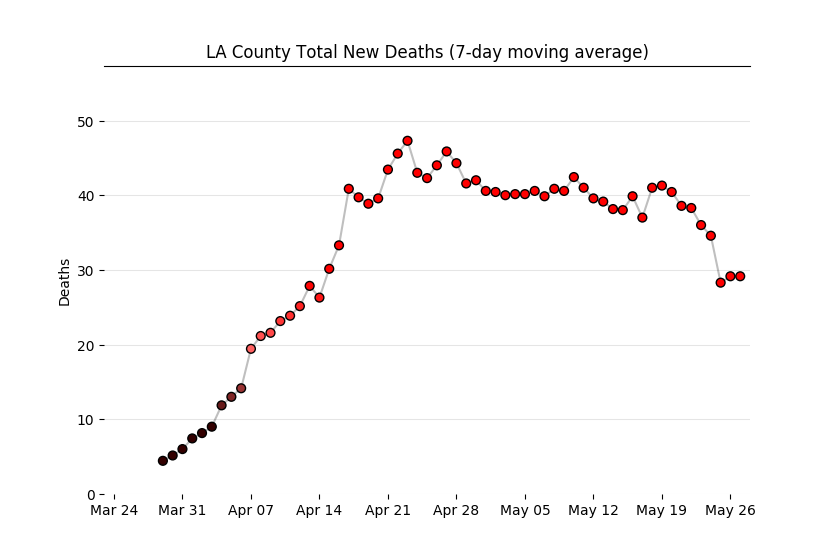 LA County Total New Deaths (7-day moving average)
Deaths
50
40
30
20
10
0
Mar 24 Mar 31 Apr 07 Apr 14 Apr 21 Apr 28 May 05 May 12 May 19 May 26